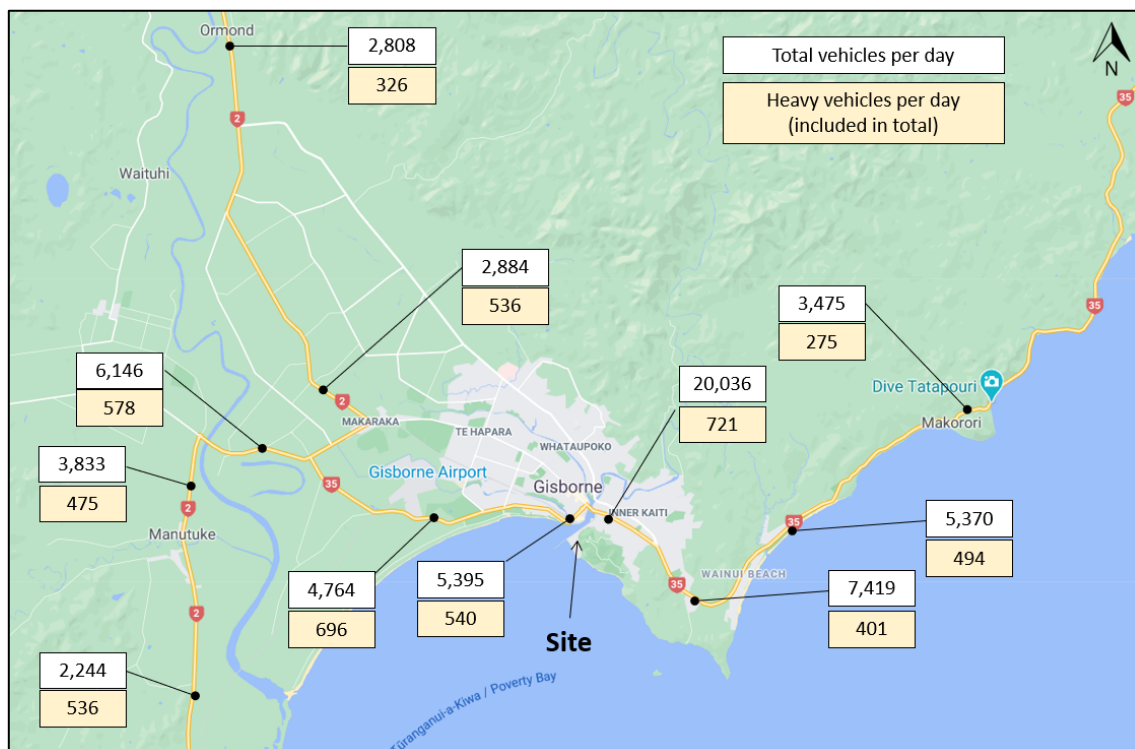 Ormond
2,808
326
Total vehicles per day
Heavy vehicles per day
(included in total)
N
35
2
Waituhi
2,884
536
3,475
275
35
6,146
578
20,036
721
Dive Tatapouri
Makorori
2
MAKARAKA
TE HAPARA
WHATAUPOKO
3,833
475
35
Gisborne Airport
Gisborne
INNER KAITI
2
Manutuke
5,370
494
35
4,764
696
5,395
540
WAINUI BEACH
35
7,419
401
Site
2
2,244
536
Tūranganui-a-Kiwa / Poverty Bay